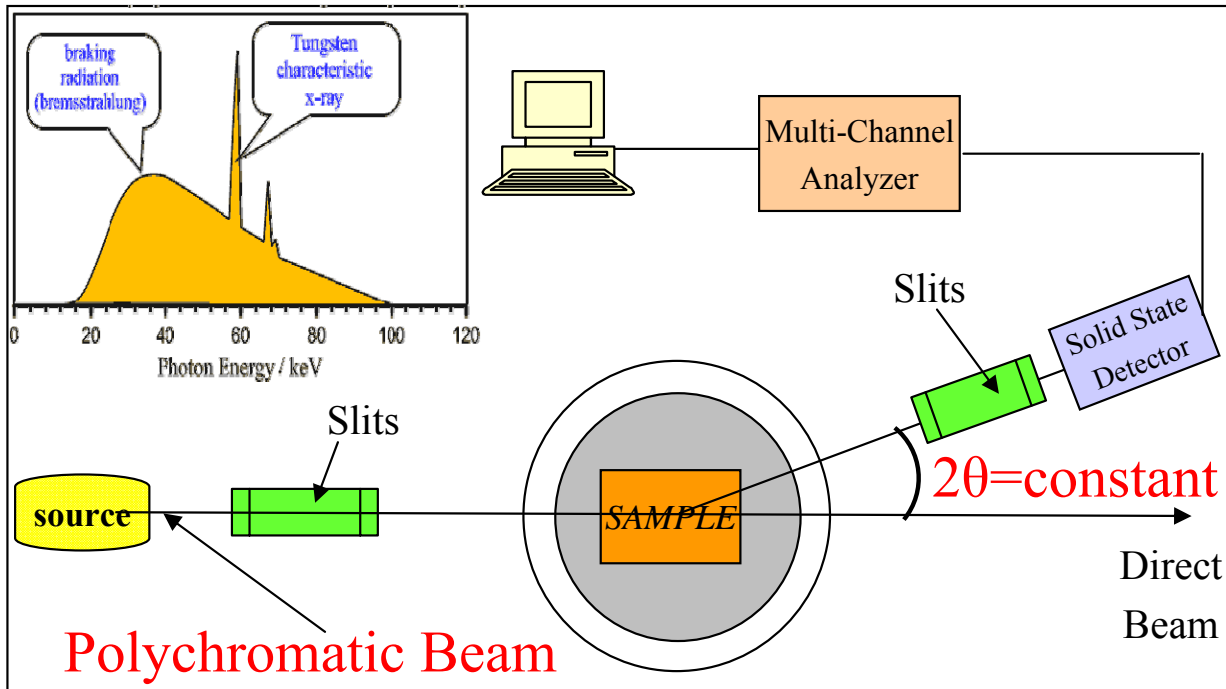 braking
radiation
(bremsstrahlung)
Tungsten
characteristic
x-ray
0 20 40 60 80 100 120
Photon Energy / keV
Multi-Channel
Analyzer
Slits
Solid State
Detector
Slits
2θ=constant
source
SAMPLE
Direct
Beam
Polychromatic Beam